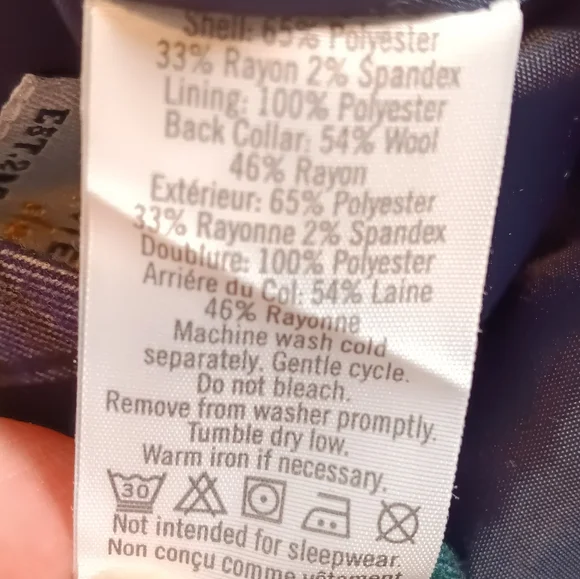 Shell: 65% Polyester
33% Rayon 2% Spandex
Lining: 100% Polyester
Back Collar: 54% Wool
46% Rayon
Extérieur: 65% Polyester
33% Rayonne 2% Spandex
Doublure: 100% Polyester
Arriére du Col: 54% Laine
46% Rayonne
Machine wash cold
separately. Gentle cycle.
Do not bleach.
Remove from washer promptly.
Tumble dry low.
Warm iron if necessary.
30
Not intended for sleepwear.
Non conçu comme vêtement
EST.